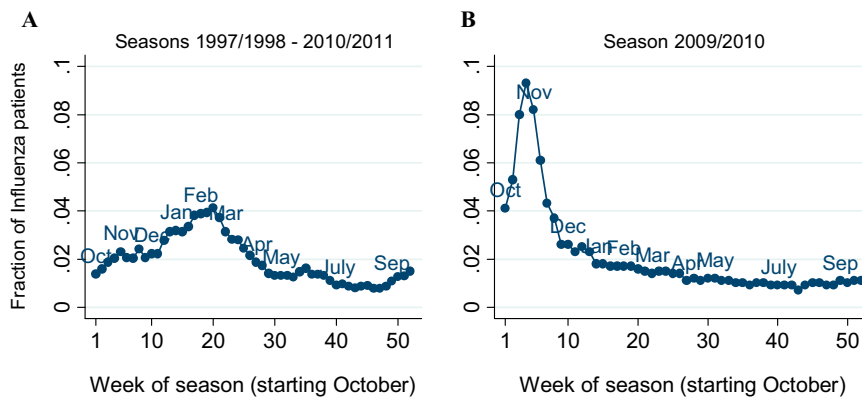 A
Seasons 1997/1998 - 2010/2011
Fraction of Influenza patients
.1
.08
.06
.04
.02
0
Oct
Nov
Dec
Jan
Feb
Mar
Apr
May
July
Sep
1
10
20
30
40
50
Week of season (starting October)
B
Season 2009/2010
.1
.08
.06
.04
.02
0
Oct
Nov
Dec
Jan
Feb
Mar
Apr
May
July
Sep
1
10
20
30
40
50
Week of season (starting October)